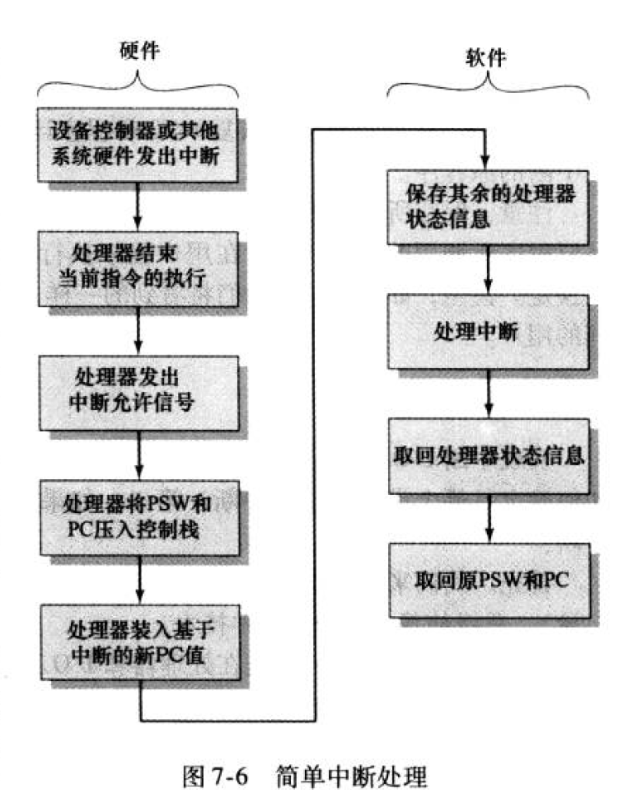 硬件
设备控制器或其他
系统硬件发出中断
处理器结束
当前指令的执行
处理器发出
中断允许信号
处理器将PSW和
PC压入控制栈
处理器装入基于
中断的新PC值
软件
保存其余的处理器
状态信息
处理中断
取回处理器状态信息
取回原PSW和PC
图 7-6 简单中断处理